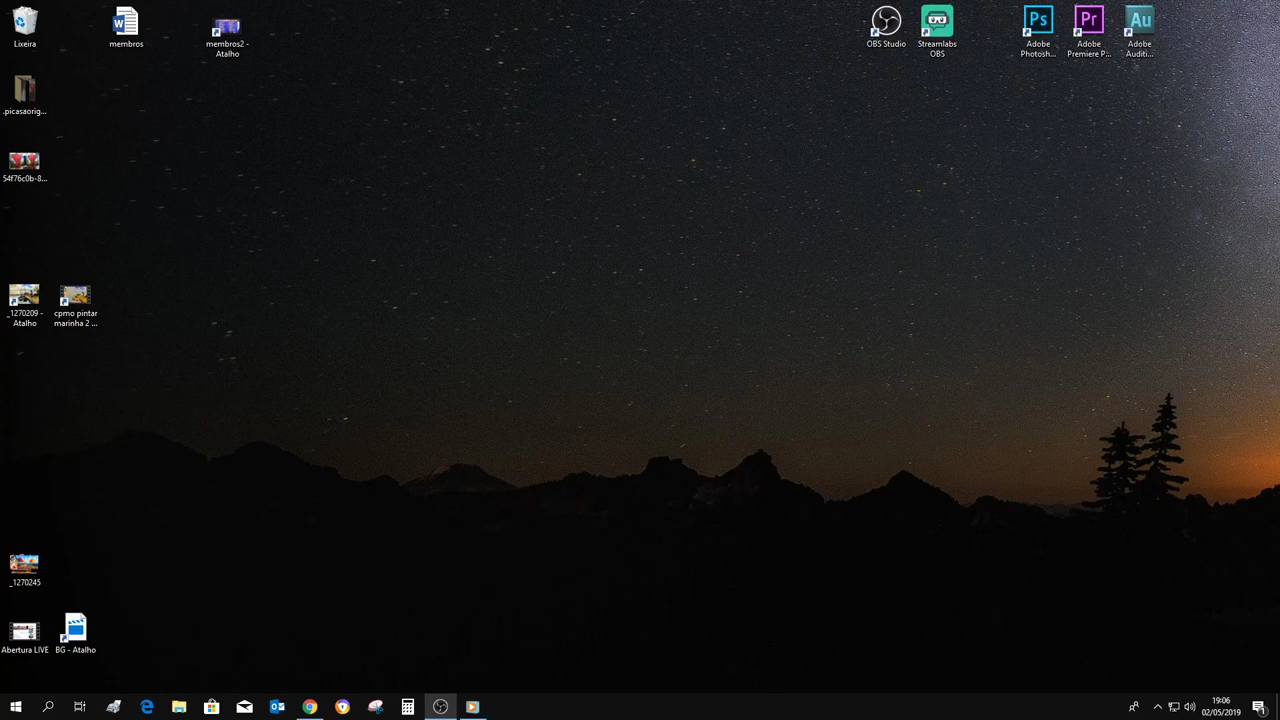 Lixeira
membros
membros2 -
Atalho
OBS Studio
Streamlabs
OBS
Ps
Adobe
Photosh...
Pr
Adobe
Premiere P...
Au
Adobe
Auditi...
.picasaorig...
54f76c0b-8...
_1270209 -
Atalho
cpmo pintar
marinha 2 ...
_1270245
Abertura LIVE
BG - Atalho
19:06
02/05/2019
1